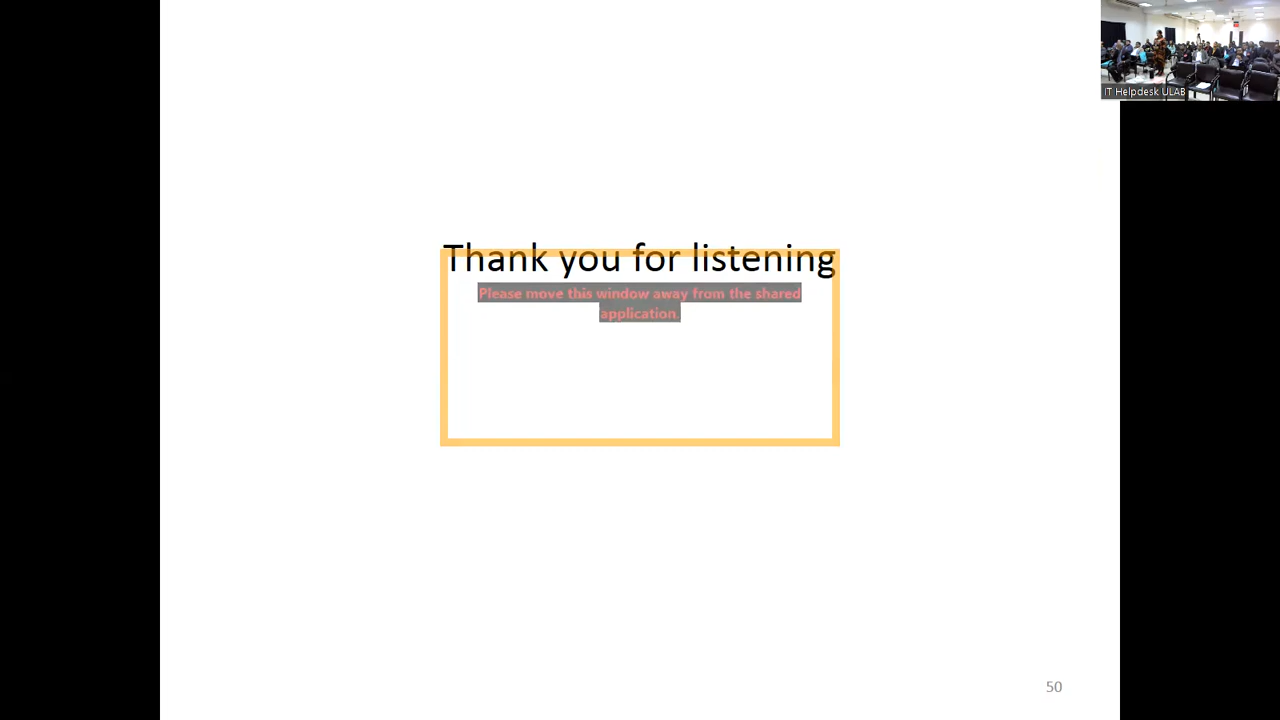 IT Helpdesk ULAB
Thank you for listening
Please move this window away from the shared
application.
50